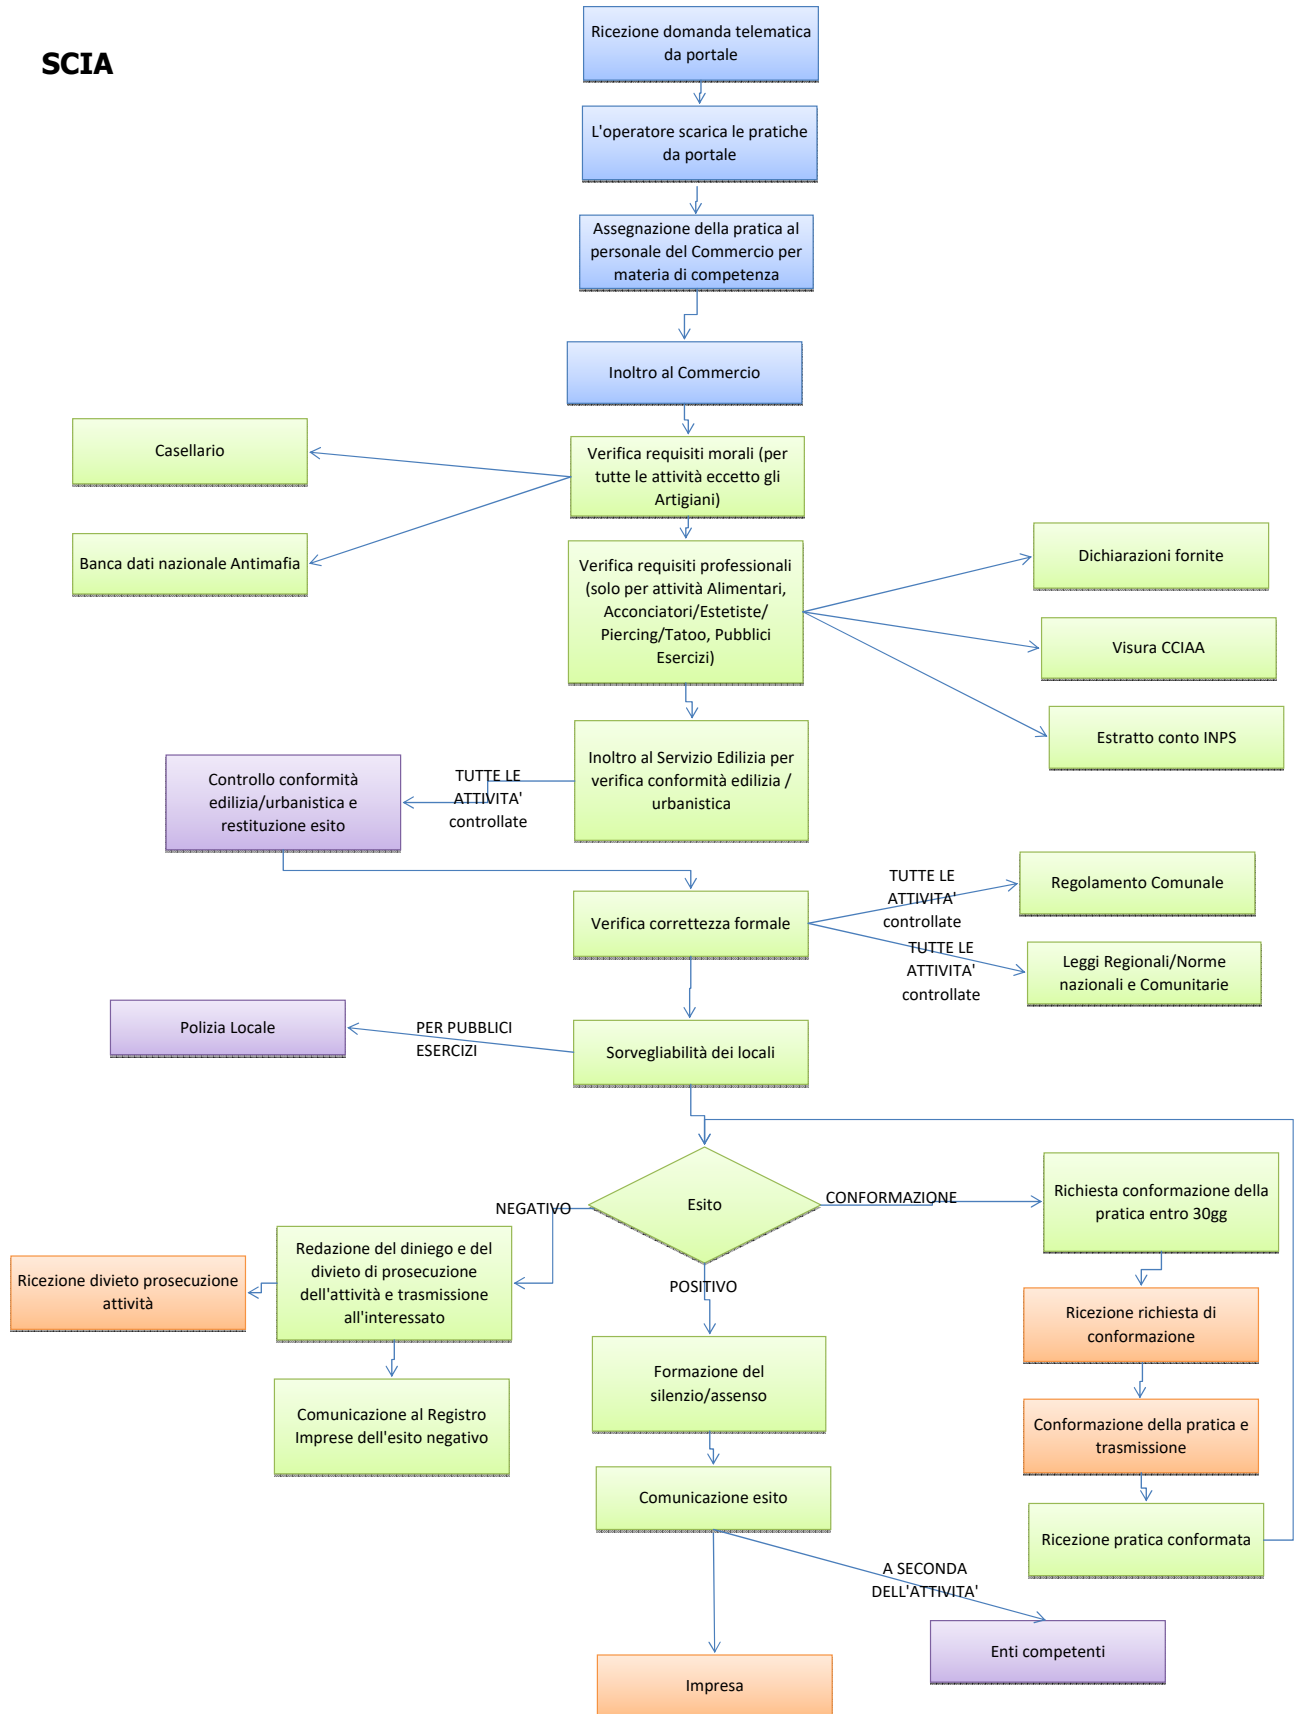 SCIA
Ricezione domanda telematica
da portale
L'operatore scarica le pratiche
da portale
Assegnazione della pratica al
personale del Commercio per
materia di competenza
Inoltro al Commercio
Casellario
Verifica requisiti morali (per
tutte le attività eccetto gli
Artigiani)
Banca dati nazionale Antimafia
Verifica requisiti professionali
(solo per attività Alimentari,
Acconciatori/Estetiste/
Piercing/Tatoo, Pubblici
Esercizi)
Dichiarazioni fornite
Visura CCIAA
Estratto conto INPS
Inoltro al Servizio Edilizia per
verifica conformità edilizia /
urbanistica
TUTTE LE
ATTIVITA'
controllate
Controllo conformità
edilizia/urbanistica e
restituzione esito
Verifica correttezza formale
TUTTE LE
ATTIVITA'
controllate
Regolamento Comunale
TUTTE LE
ATTIVITA'
controllate
Leggi Regionali/Norme
nazionali e Comunitarie
Polizia Locale
PER PUBBLICI
ESERCIZI
Sorvegliabilità dei locali
Esito
CONFORMAZIONE
Richiesta conformazione della
pratica entro 30gg
NEGATIVO
Redazione del diniego e del
divieto di prosecuzione
dell'attività e trasmissione
all'interessato
Ricezione divieto prosecuzione
attività
POSITIVO
Ricezione richiesta di
conformazione
Formazione del
silenzio/assenso
Comunicazione al Registro
Imprese dell'esito negativo
Conformazione della pratica e
trasmissione
Comunicazione esito
Ricezione pratica conformata
A SECONDA
DELL'ATTIVITA'
Enti competenti
Impresa